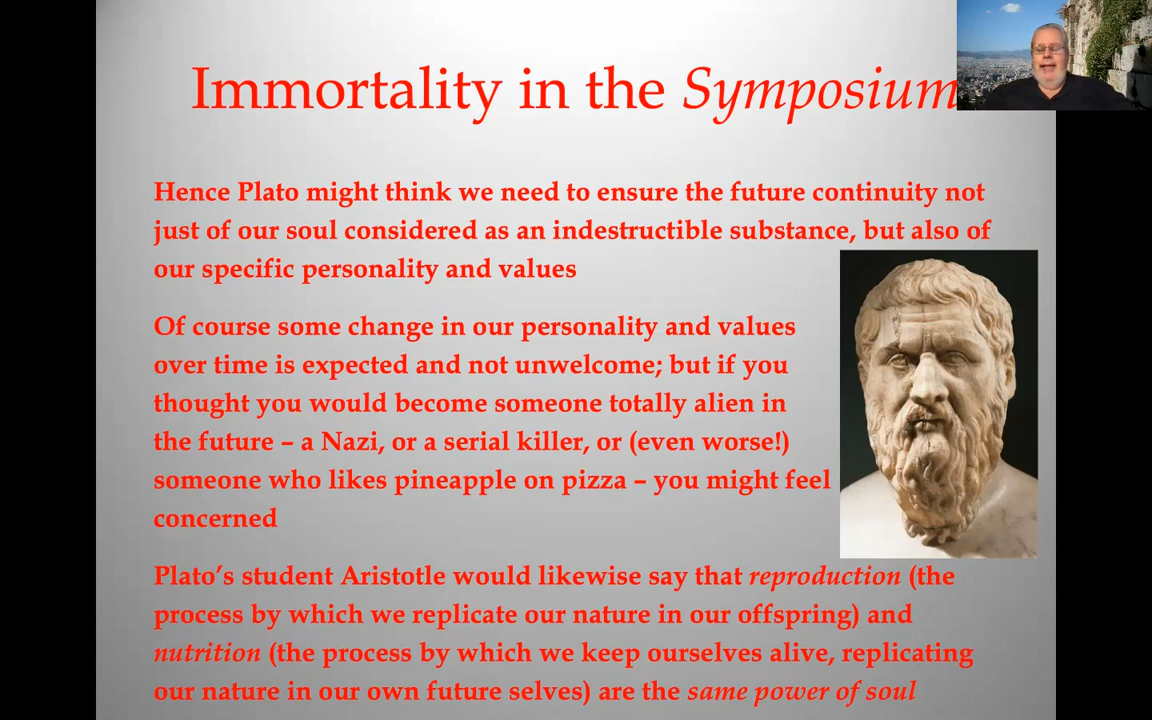 Immortality in the Symposium
Hence Plato might think we need to ensure the future continuity not
just of our soul considered as an indestructible substance, but also of
our specific personality and values
Of course some change in our personality and values
over time is expected and not unwelcome; but if you
thought you would become someone totally alien in
the future – a Nazi, or a serial killer, or (even worse!)
someone who likes pineapple on pizza – you might feel
concerned
Plato’s student Aristotle would likewise say that reproduction (the
process by which we replicate our nature in our offspring) and
nutrition (the process by which we keep ourselves alive, replicating
our nature in our own future selves) are the same power of soul